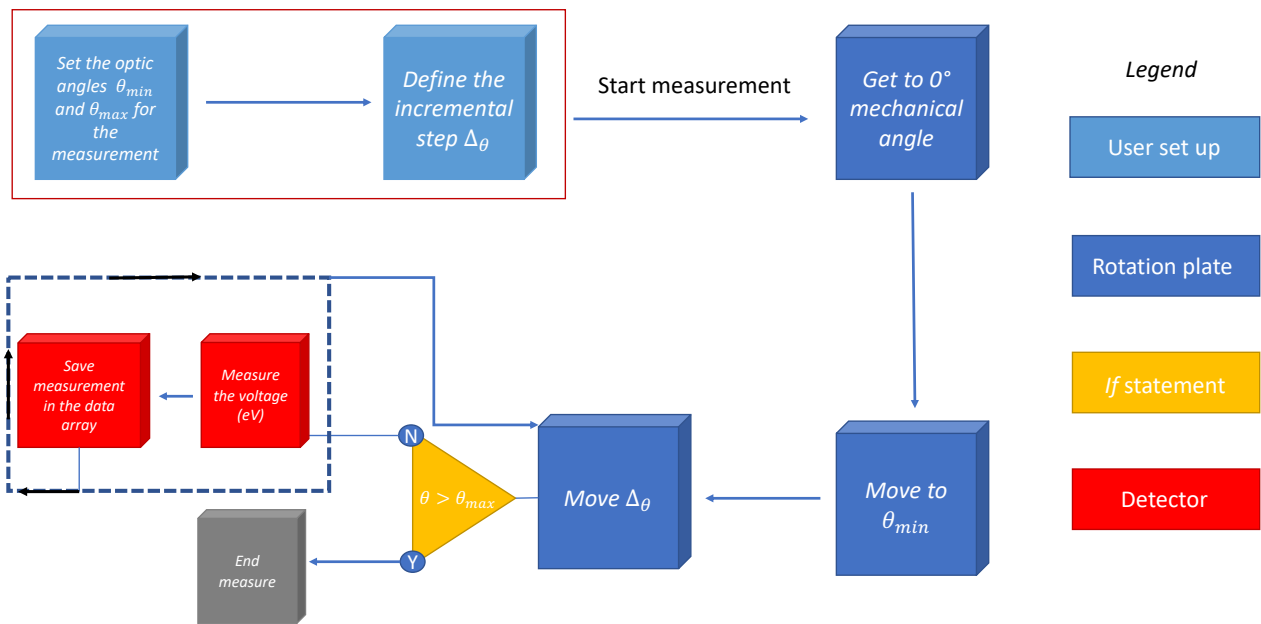 Set the optic
angles θ_min
and θ_max for
the
measurement
Define the
incremental
step Δ_θ
Start measurement
Get to 0°
mechanical
angle
Legend
User set up
Rotation plate
If statement
Detector
Save
measurement
in the data
array
Measure
the voltage
(eV)
N
θ > θ_max
Y
Move Δ_θ
Move to
θ_min
End
measure